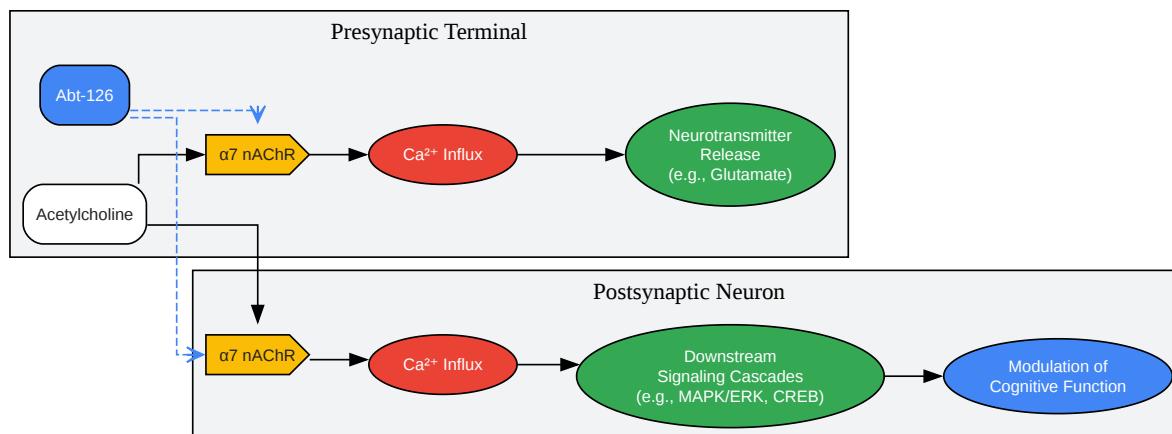 Presynaptic Terminal
Abt-126
α7 nAChR
Ca²⁺ Influx
Neurotransmitter
Release
(e.g., Glutamate)
Acetylcholine
Postsynaptic Neuron
α7 nAChR
Ca²⁺ Influx
Downstream
Signaling Cascades
(e.g., MAPK/ERK, CREB)
Modulation of
Cognitive Function